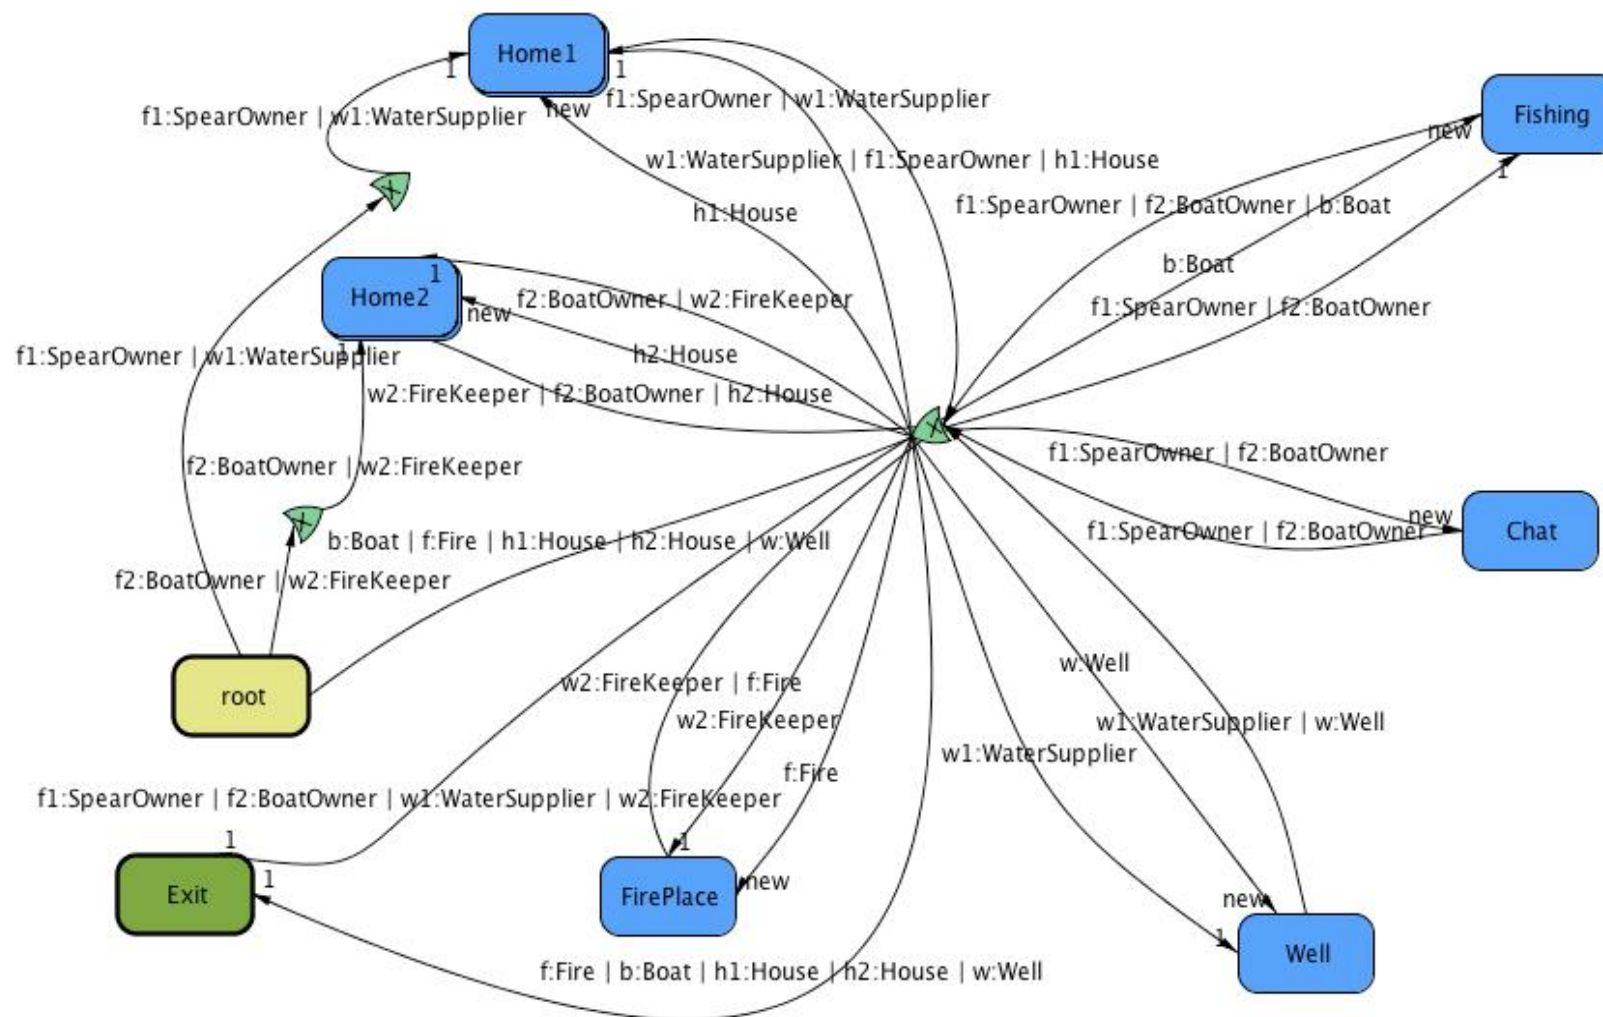 Home1
1
1
new
f1:SpearOwner | w1:WaterSupplier
f1:SpearOwner | w1:WaterSupplier
Fishing
new
1
w1:WaterSupplier | f1:SpearOwner | h1:House
f1:SpearOwner | f2:BoatOwner | b:Boat
h1:House
X
b:Boat
1
Home2
f2:BoatOwner | w2:FireKeeper
new
f1:SpearOwner | f2:BoatOwner
f1:SpearOwner | w1:WaterSupplier
1
h2:House
w2:FireKeeper | f2:BoatOwner | h2:House
X
f1:SpearOwner | f2:BoatOwner
f2:BoatOwner | w2:FireKeeper
new
X
f1:SpearOwner | f2:BoatOwner
Chat
b:Boat | f:Fire | h1:House | h2:House | w:Well
f2:BoatOwner | w2:FireKeeper
w:Well
root
w2:FireKeeper | f:Fire
w2:FireKeeper
w1:WaterSupplier | w:Well
w1:WaterSupplier
f:Fire
f1:SpearOwner | f2:BoatOwner | w1:WaterSupplier | w2:FireKeeper
1
1
1
new
Exit
FirePlace
new
1
Well
f:Fire | b:Boat | h1:House | h2:House | w:Well